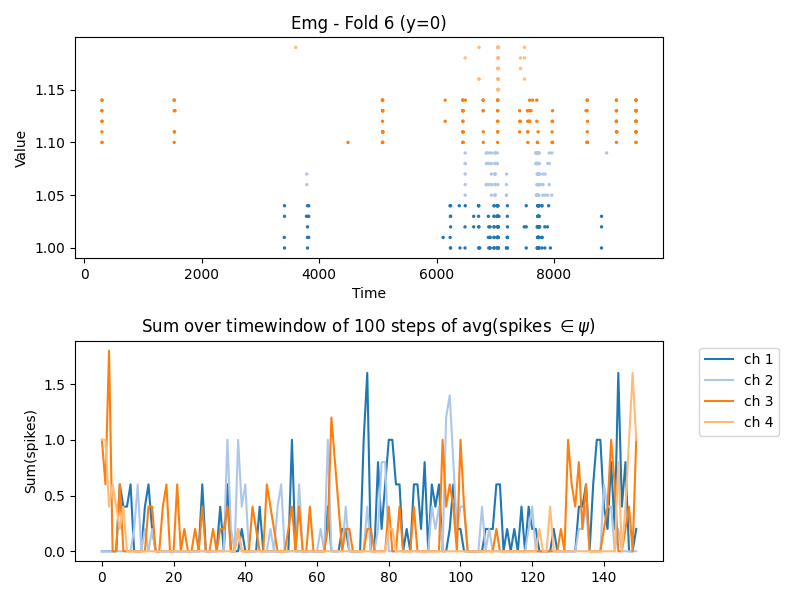 Emg - Fold 6 (y=0)
Value
1.15
1.10
1.05
1.00
0 2000 4000 6000 8000
Time
Sum over timewindow of 100 steps of avg(spikes ∈ ψ)
Sum(spikes)
1.5
1.0
0.5
0.0
0 20 40 60 80 100 120 140
ch 1
ch 2
ch 3
ch 4